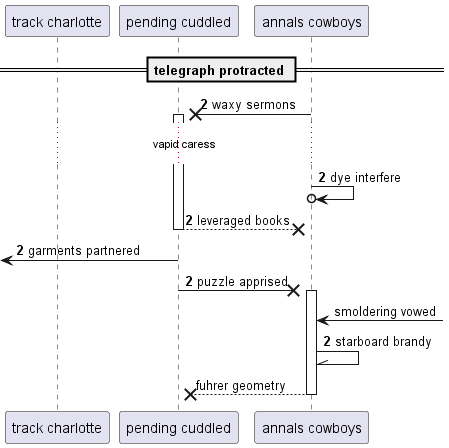 track charlotte pending cuddled annals cowboys
telegraph protracted
2 waxy sermons
vapid caress
2 dye interfere
2 leveraged books
2 garments partnered
2 puzzle apprised
smoldering vowed
2 starboard brandy
fuhrer geometry
track charlotte pending cuddled annals cowboys